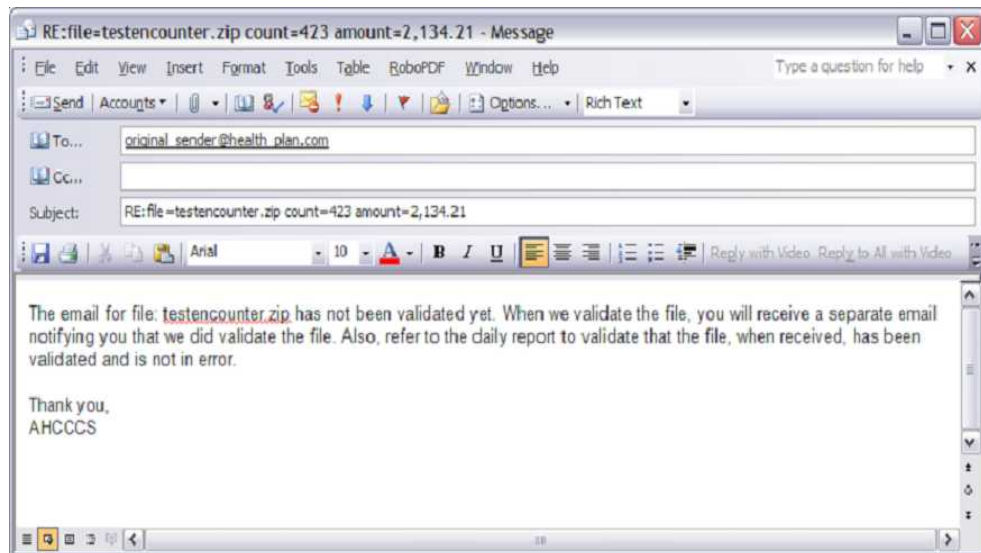 RE:file=testencounter.zip count=423 amount=2,134.21 - Message
File Edit View Insert Format Tools Table RoboPDF Window Help Type a question for help
Send Accounts Options... Rich Text
To... original_sender@health_plan.com
Cc...
Subject: RE:file=testencounter.zip count=423 amount=2,134.21
Arial 10 A B I U Reply with Video Reply to All with Video
The email for file: testencounter.zip has not been validated yet. When we validate the file, you will receive a separate email
notifying you that we did validate the file. Also, refer to the daily report to validate that the file, when received, has been
validated and is not in error.
Thank you,
AHCCCS